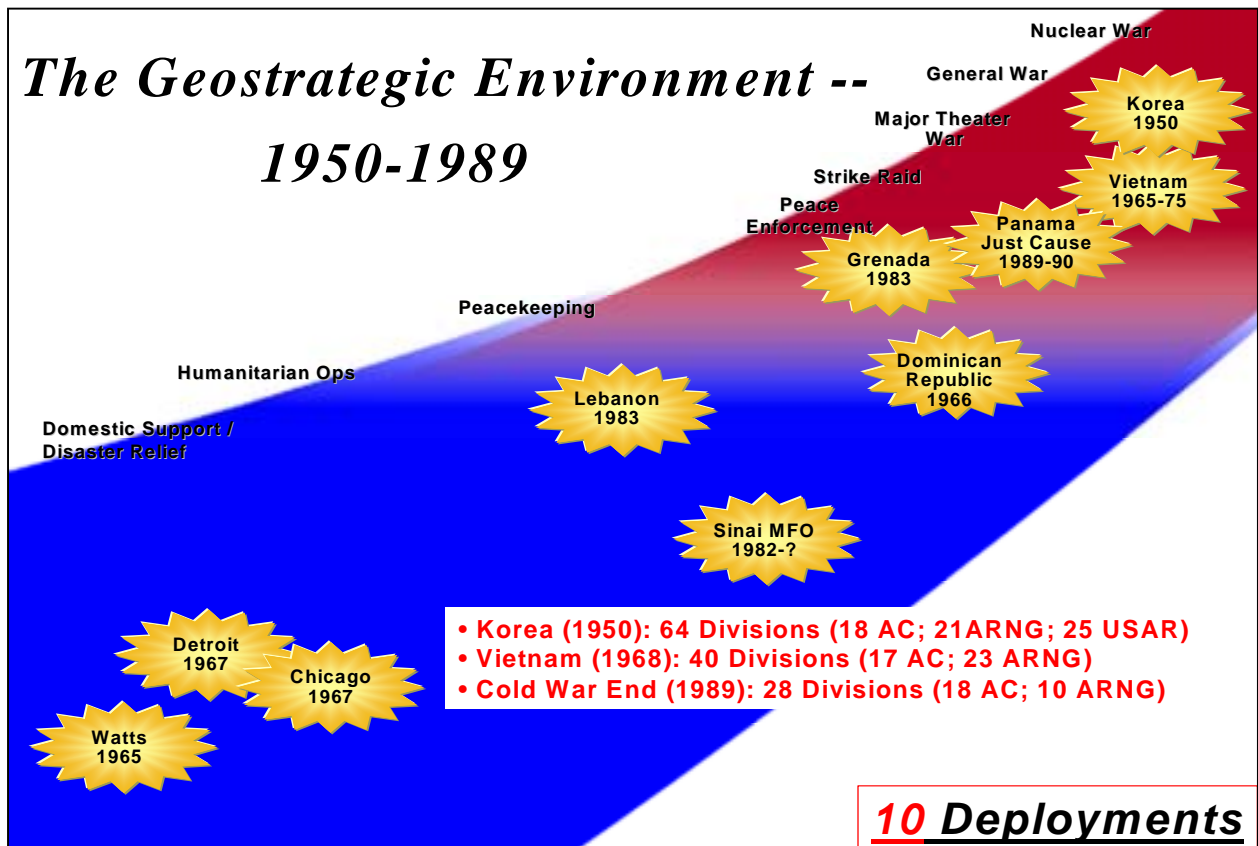 The Geostrategic Environment --
1950-1989
Nuclear War
General War
Major Theater
War
Strike Raid
Peace
Enforcement
Peacekeeping
Humanitarian Ops
Domestic Support /
Disaster Relief
Korea
1950
Vietnam
1965-75
Panama
Just Cause
1989-90
Grenada
1983
Dominican
Republic
1966
Lebanon
1983
Sinai MFO
1982-?
Detroit
1967
Chicago
1967
Watts
1965
• Korea (1950): 64 Divisions (18 AC; 21ARNG; 25 USAR)
• Vietnam (1968): 40 Divisions (17 AC; 23 ARNG)
• Cold War End (1989): 28 Divisions (18 AC; 10 ARNG)
10 Deployments